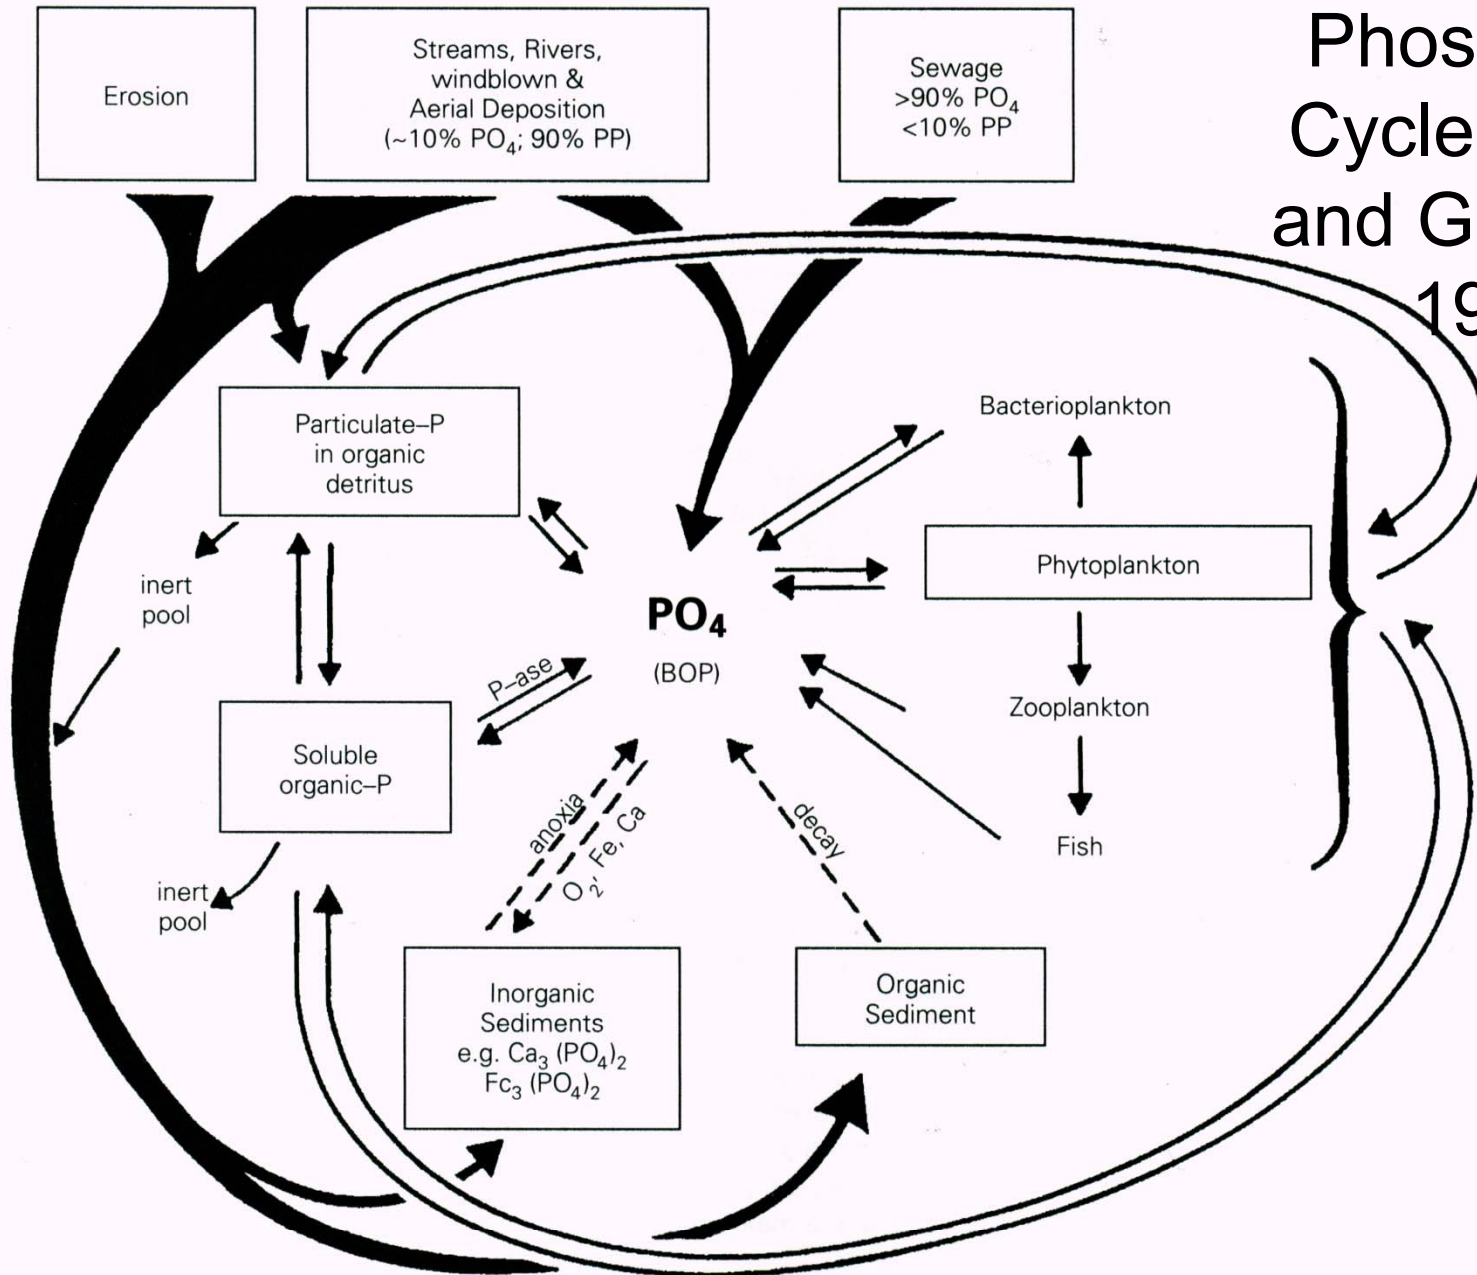 Erosion
Streams, Rivers,
windblown &
Aerial Deposition
(~10% PO₄; 90% PP)
Sewage
>90% PO₄
<10% PP
Phos
Cycle
and G
19
Particulate–P
in organic
detritus
Bacterioplankton
Phytoplankton
inert
pool
PO₄
(BOP)
P–ase
Zooplankton
Soluble
organic–P
anoxia
O₂, Fe, Ca
decay
Fish
inert
pool
Inorganic
Sediments
e.g. Ca₃ (PO₄)₂
Fc₃ (PO₄)₂
Organic
Sediment